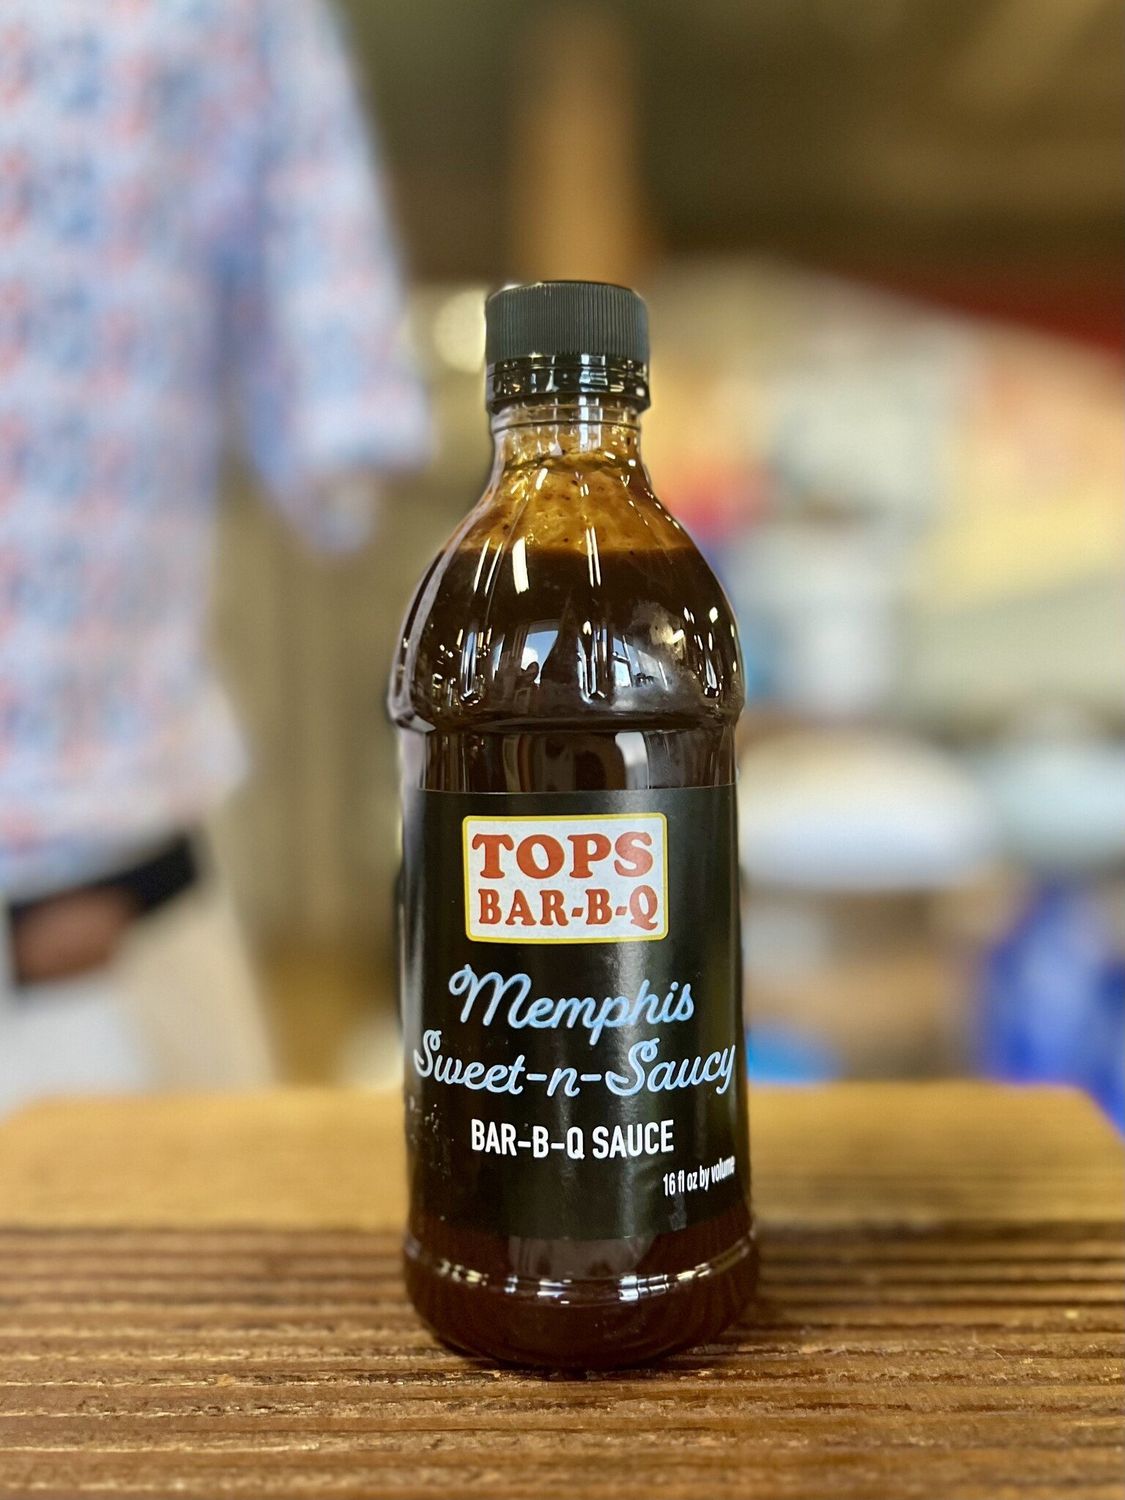 TOPS
BAR-B-Q
Memphis
Sweet-n-Saucy
BAR-B-Q SAUCE
16 fl oz by volume